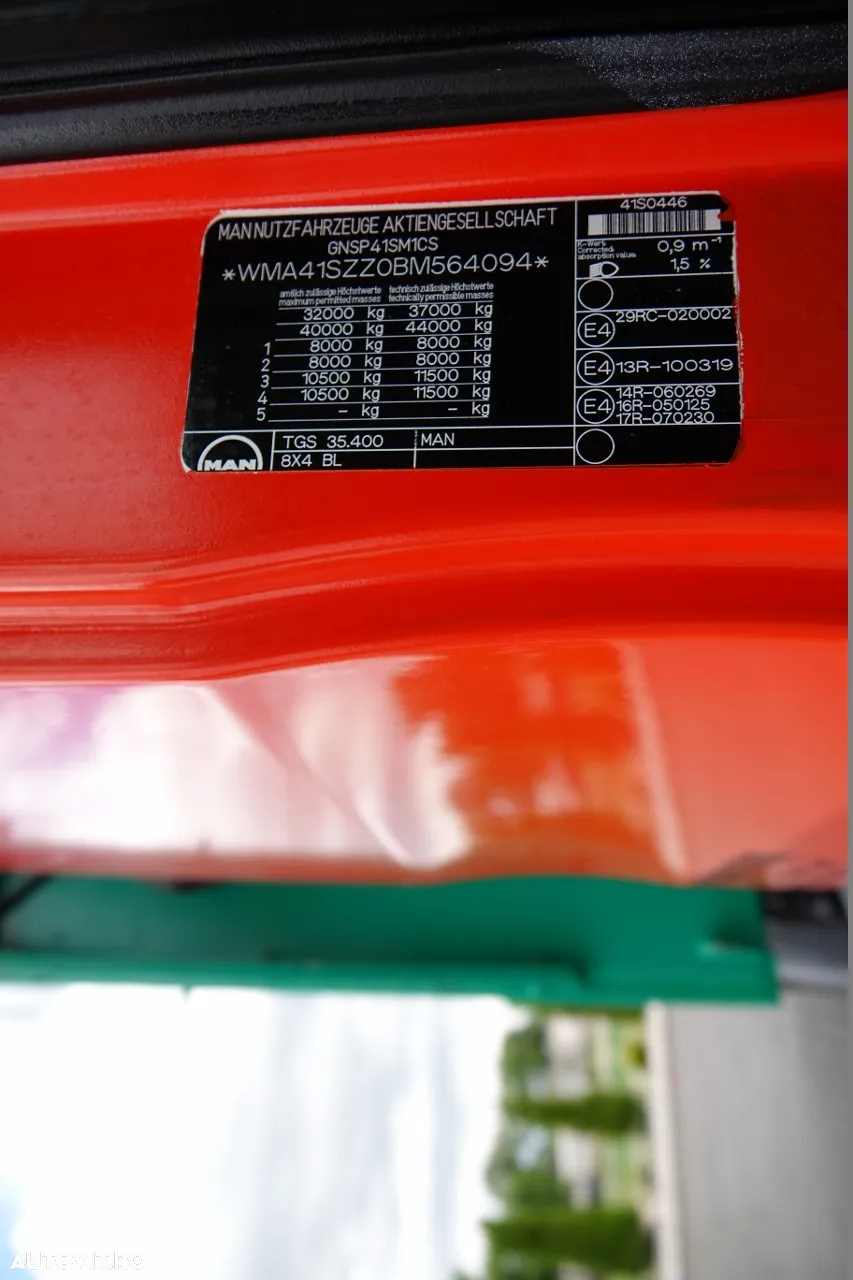 MAN NUTZFAHRZEUGE AKTIENGESELLSCHAFT
GNSP41SM1CS
*WMA41SZZ0BM564094*
amtlich zulässige Höchstwerte technisch zulässige Höchstwerte
maximum permitted masses technically permissible masses
32000 kg 37000 kg
40000 kg 44000 kg
1 8000 kg 8000 kg
2 8000 kg 8000 kg
3 10500 kg 11500 kg
4 10500 kg 11500 kg
5 - kg - kg
MAN
TGS 35.400
8X4 BL
MAN
41S0446
K-Wert:
Corrected
absorption value:
0,9 m⁻¹
1,5 %
29RC-020002
E4
E4 13R-100319
14R-060269
E4 16R-050125
17R-070230
AUTOVIT.RO